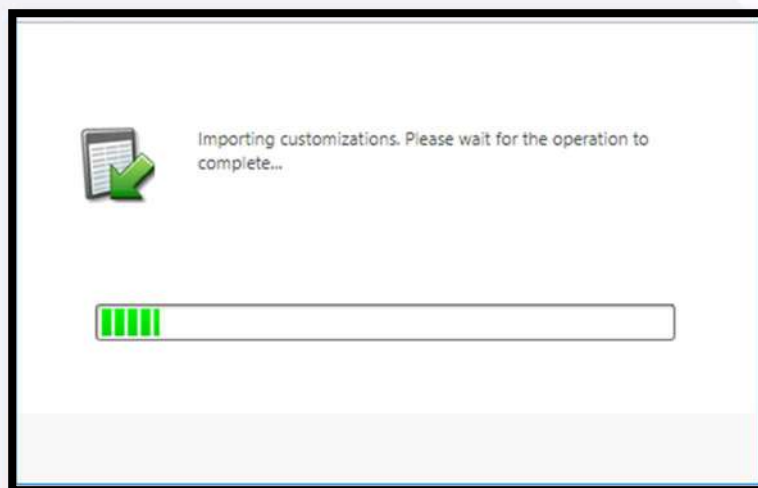 Importing customizations. Please wait for the operation to
complete...